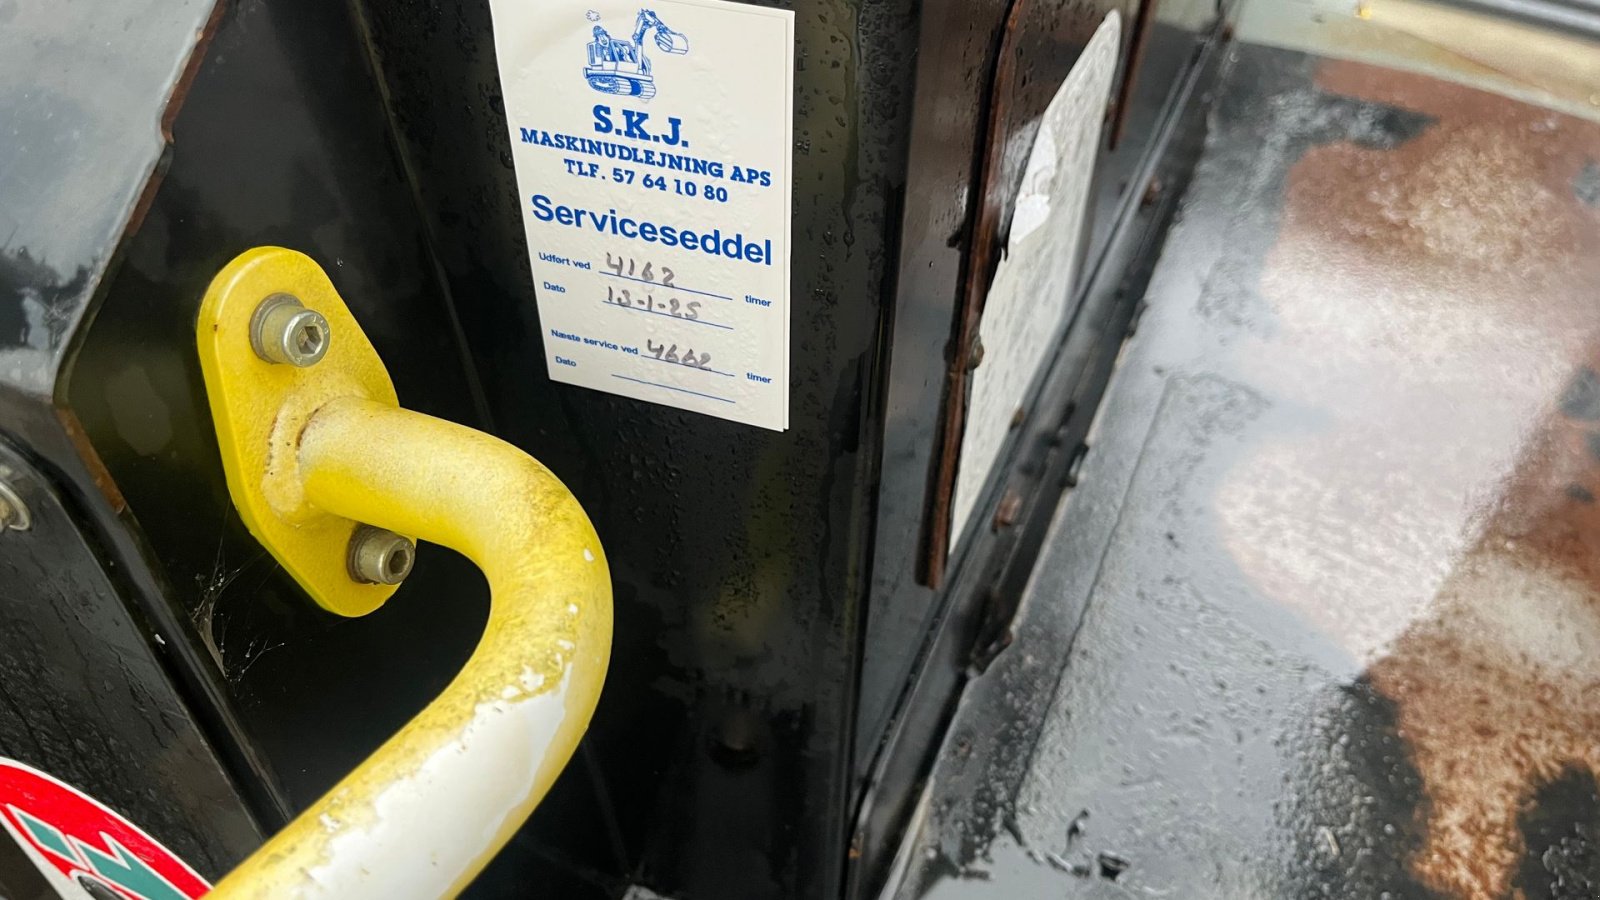 S.K.J.
MASKINUDLEJNING APS
TLF. 57 64 10 80
Serviceseddel
Udført ved 4162 timer
Dato 13-1-25
Næste service ved 4662 timer
Dato